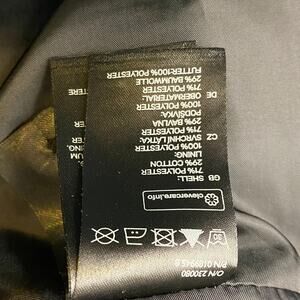 O/N 230080
30
clevercare.info
GB SHELL:
71% POLYESTER,
29% COTTON
LINING:
100% POLYESTER
CZ SVRCHNÍ LÁTKA:
71% POLYESTER,
29% BAVLNA
PODŠÍVKA:
100% POLYESTER
DE OBERMATERIAL:
71% POLYESTER,
29% BAUMWOLLE
FUTTER:100% POLYESTER